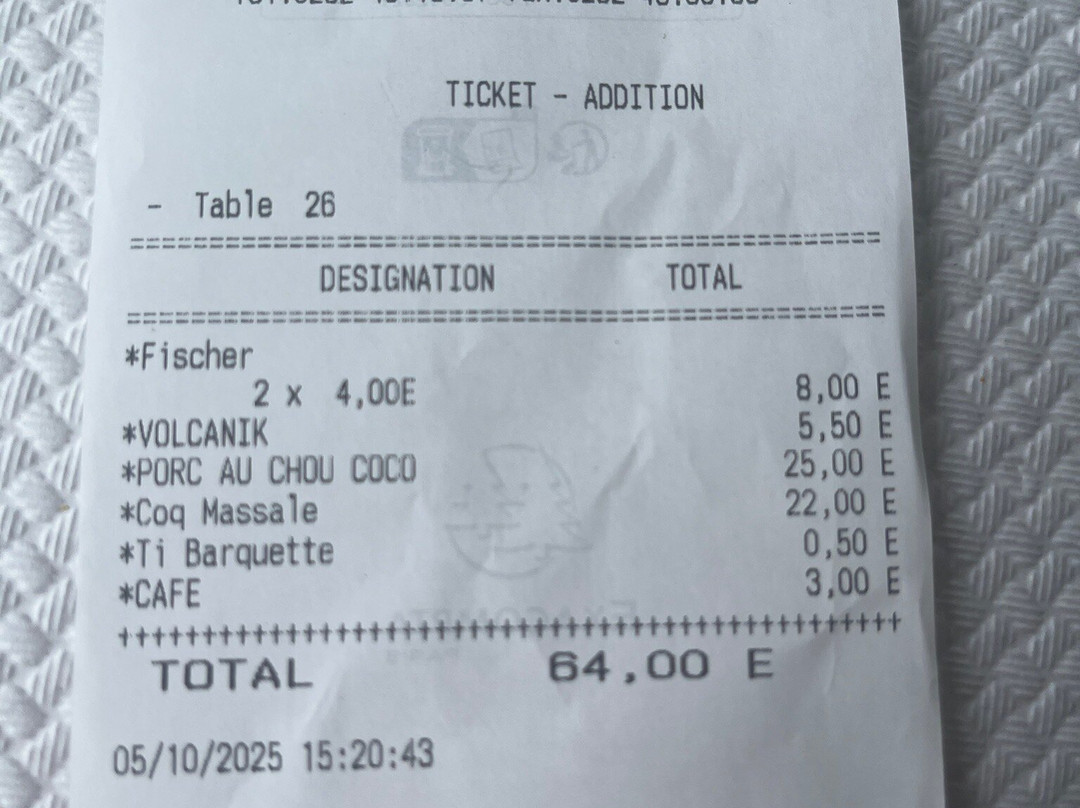 TICKET - ADDITION
- Table 26
==============================================
DESIGNATION TOTAL
==============================================
*Fischer
2 x 4,00E 8,00 E
*VOLCANIK 5,50 E
*PORC AU CHOU COCO 25,00 E
*Coq Massale 22,00 E
*Ti Barquette 0,50 E
*CAFE 3,00 E
++++++++++++++++++++++++++++++++++++++++++++++
TOTAL 64,00 E
05/10/2025 15:20:43